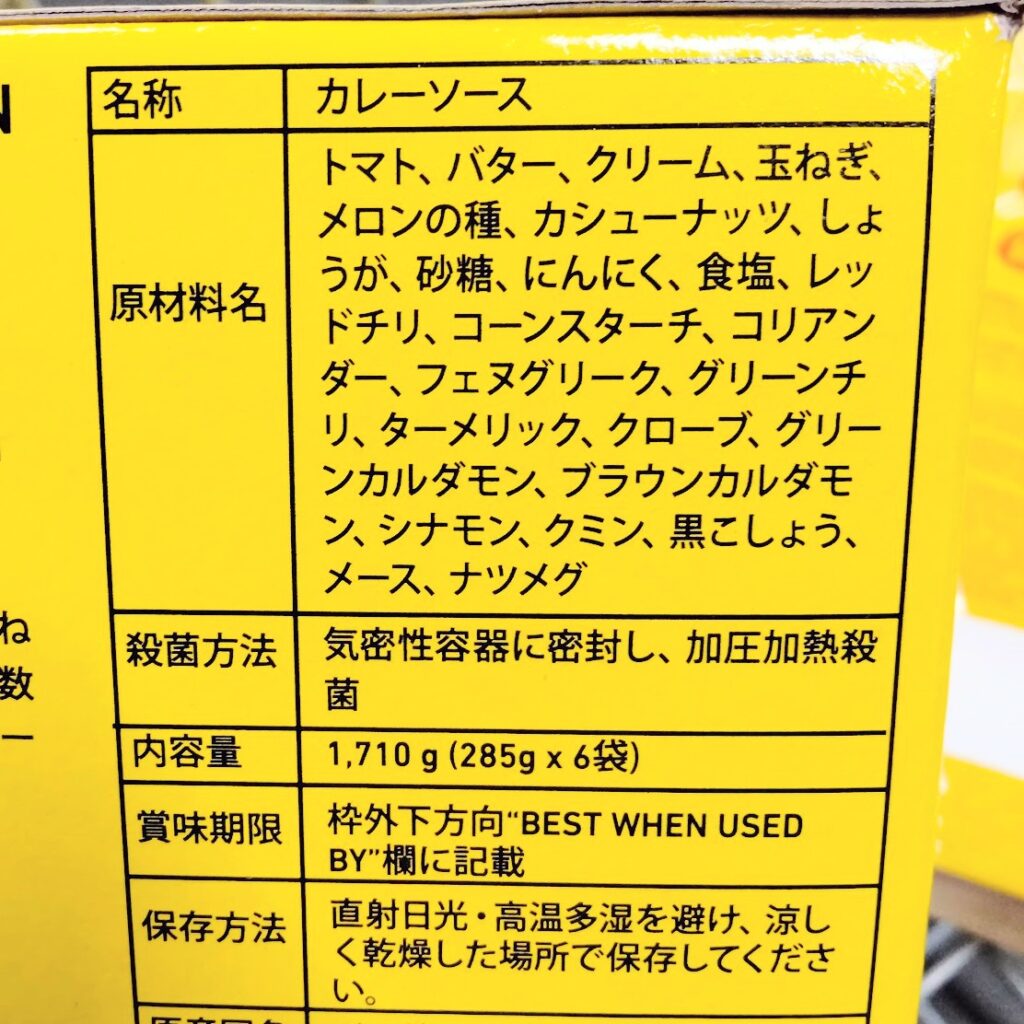 N
名称
カレーソース
原材料名
トマト、バター、クリーム、玉ねぎ、
メロンの種、カシューナッツ、しょ
うが、砂糖、にんにく、食塩、レッ
ドチリ、コーンスターチ、コリアン
ダー、フェヌグリーク、グリーンチ
リ、ターメリック、クローブ、グリー
ンカルダモン、ブラウンカルダモ
ン、シナモン、クミン、黒こしょう、
メース、ナツメグ
殺菌方法
気密性容器に密封し、加圧加熱殺
菌
内容量
1,710 g (285g x 6袋)
賞味期限
枠外下方向“BEST WHEN USED
BY”欄に記載
保存方法
直射日光・高温多湿を避け、涼し
く乾燥した場所で保存してくださ
い。
ね
数
ー